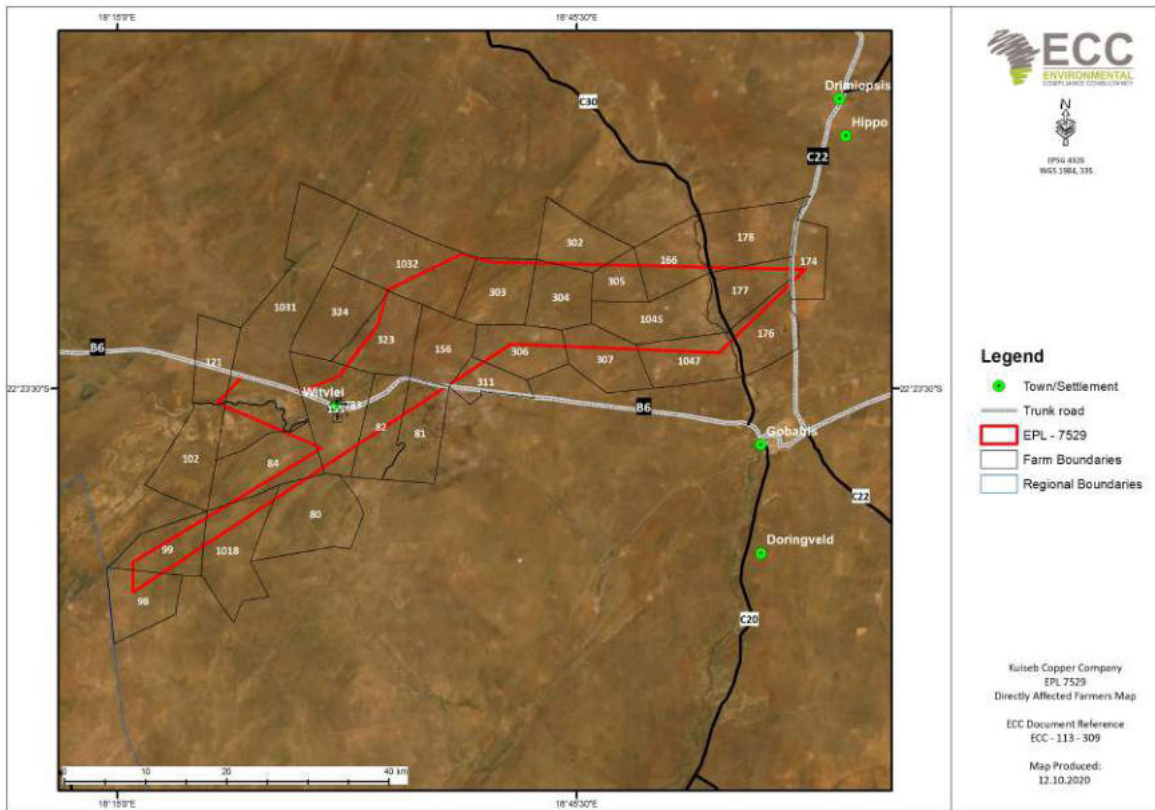 18°15'0"E
18°45'30"E
ECC
ENVIRONMENTAL
COMPLIANCE CONSULTANCY
N
EPSG 4326
WGS 1984, 33S
Drimiopsis
Hippo
C30
C22
302
178
166
174
1032
305
177
303
304
1031
324
1045
176
323
156
306
307
1047
B6
121
311
22°23'30"S
22°23'30"S
Witvlei
B6
82
81
Gobabis
102
84
C22
80
99
1018
98
Doringveld
C20
Legend
Town/Settlement
Trunk road
EPL - 7529
Farm Boundaries
Regional Boundaries
Kuiseb Copper Company
EPL 7529
Directly Affected Farmers Map
ECC Document Reference
ECC - 113 - 309
Map Produced:
12.10.2020
0 10 20 40 km
18°15'0"E
18°45'30"E